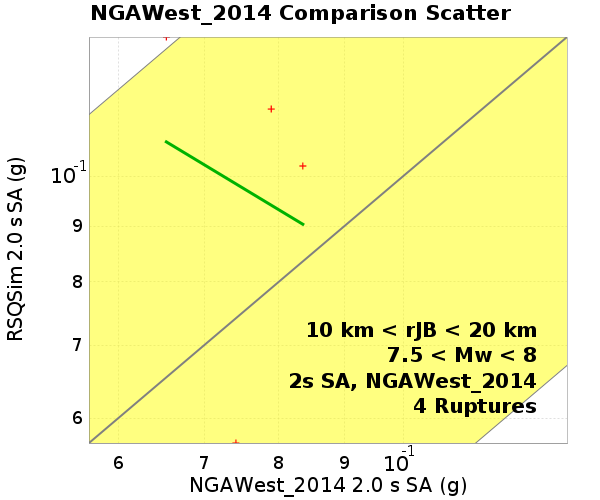 NGAWest_2014 Comparison Scatter
RSQSim 2.0 s SA (g)
10-1
9
8
7
6
10 km < rJB < 20 km
7.5 < Mw < 8
2s SA, NGAWest_2014
4 Ruptures
6 7 8 9 10-1
NGAWest_2014 2.0 s SA (g)